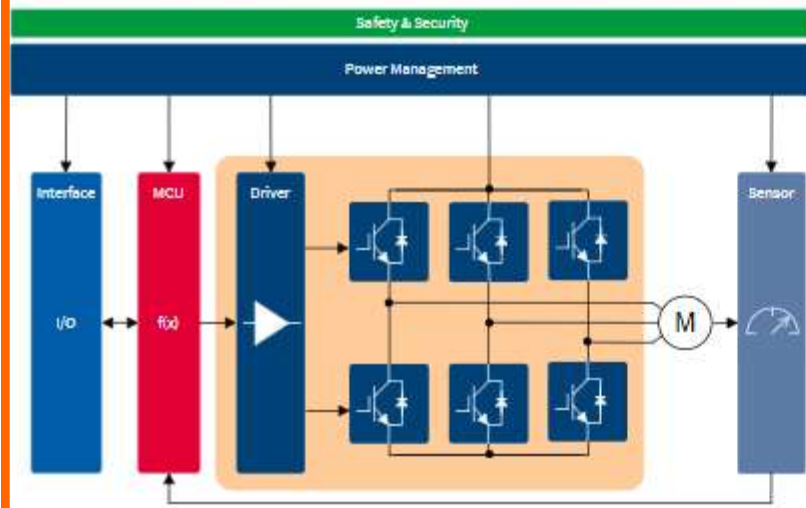 Safety & Security
Power Management
Interface
MCU
Driver
Sensor
I/O
f(x)
M